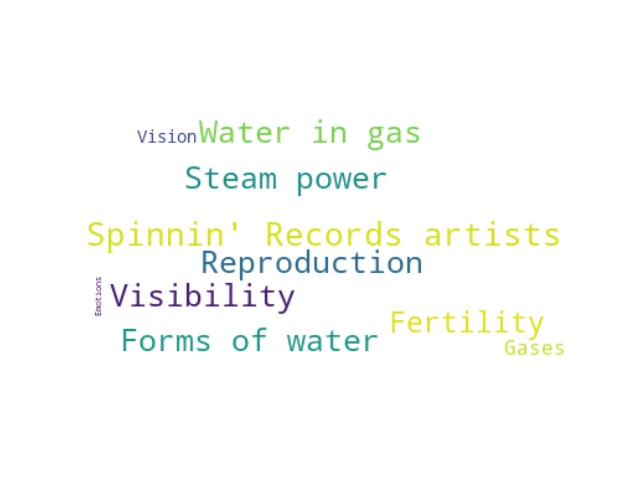 Vision
Water in gas
Steam power
Spinnin' Records artists
Reproduction
Emotions
Visibility
Fertility
Forms of water
Gases